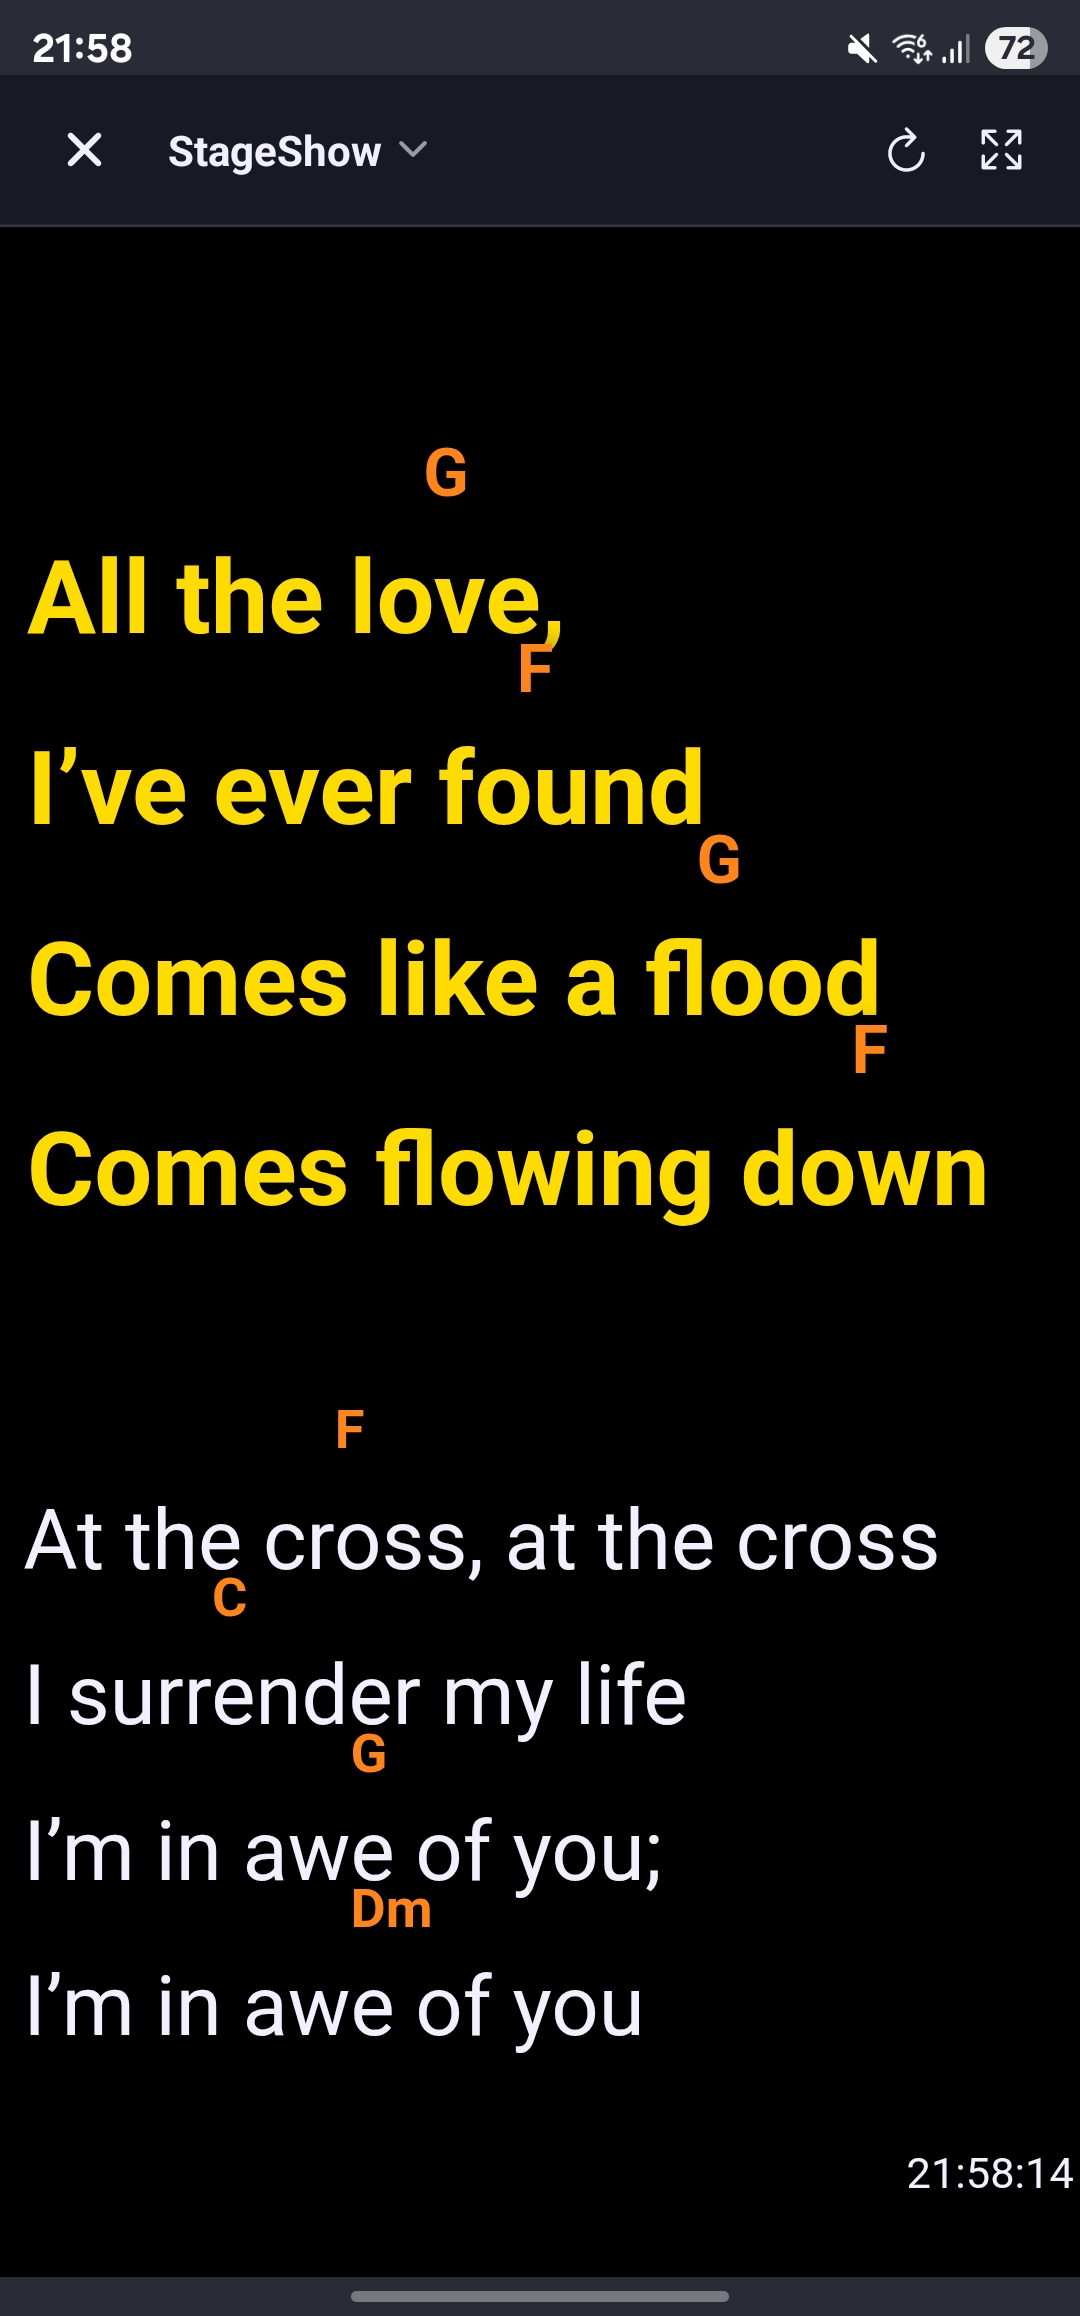 21:58
6
72
StageShow
G
All the love,
F
I’ve ever found
G
Comes like a flood
F
Comes flowing down
F
At the cross, at the cross
C
I surrender my life
G
I’m in awe of you;
Dm
I’m in awe of you
21:58:14